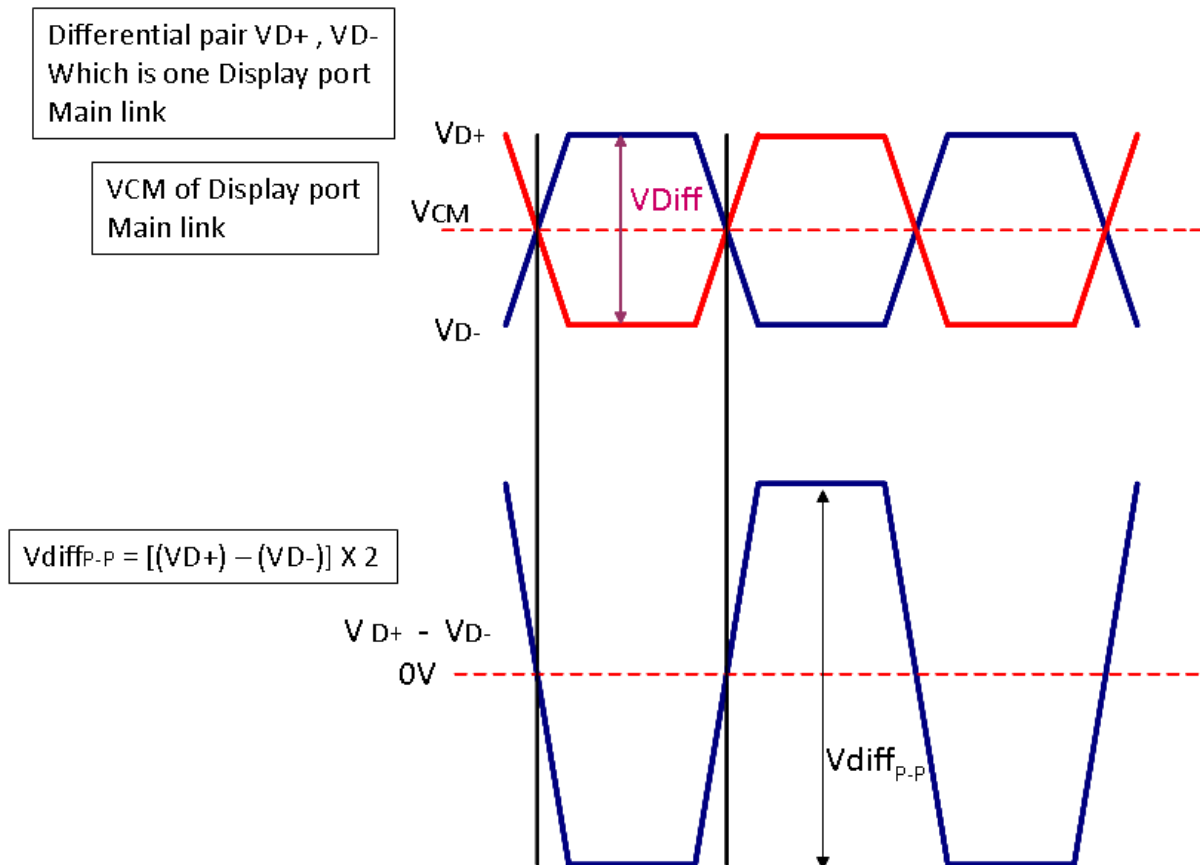 Differential pair VD+ , VD-
Which is one Display port
Main link
VCM of Display port
Main link
VD+
VDiff
VCM
VD-
VdiffP-P = [(VD+) – (VD-)] X 2
V D+ - VD-
0V
VdiffP-P